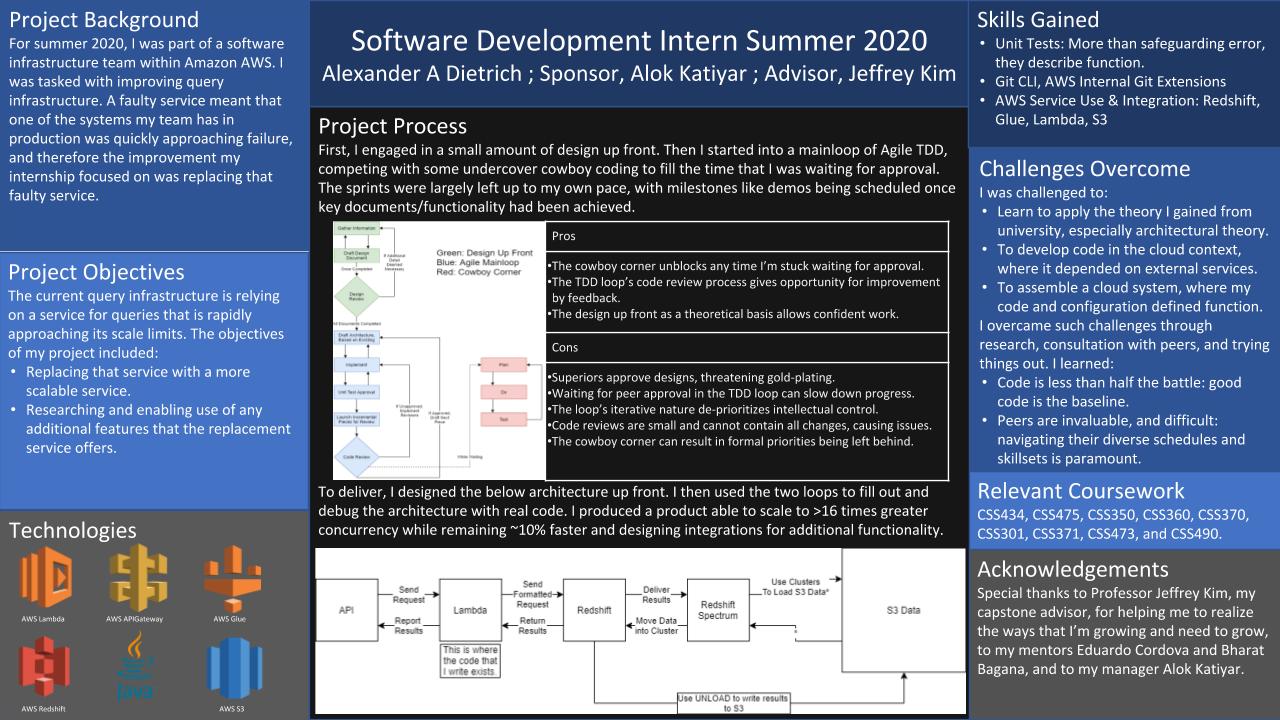 Project Background
For summer 2020, I was part of a software
infrastructure team within Amazon AWS. I
was tasked with improving query
infrastructure. A faulty service meant that
one of the systems my team has in
production was quickly approaching failure,
and therefore the improvement my
internship focused on was replacing that
faulty service.
Project Objectives
The current query infrastructure is relying
on a service for queries that is rapidly
approaching its scale limits. The objectives
of my project included:
• Replacing that service with a more
scalable service.
• Researching and enabling use of any
additional features that the replacement
service offers.
Technologies
AWS Lambda
AWS APIGateway
AWS Glue
AWS Redshift
Java
AWS S3
Software Development Intern Summer 2020
Alexander A Dietrich ; Sponsor, Alok Katiyar ; Advisor, Jeffrey Kim
Project Process
First, I engaged in a small amount of design up front. Then I started into a mainloop of Agile TDD,
competing with some undercover cowboy coding to fill the time that I was waiting for approval.
The sprints were largely left up to my own pace, with milestones like demos being scheduled once
key documents/functionality had been achieved.
Gather Information
Draft Design
Document
If Additional
Detail
Deemed
Necessary
Once Completed
Design
Review
All Documents Completed
Draft Architecture,
Based on Existing
Implement
Unit Test Approval
Launch Incremental
Pieces for Review
Code Review
If Unapproved,
Implement
Revisions
If Approved,
Draft Next
Piece
While Waiting
Plan
Do
Test
Green: Design Up Front
Blue: Agile Mainloop
Red: Cowboy Corner
Pros
•The cowboy corner unblocks any time I'm stuck waiting for approval.
•The TDD loop's code review process gives opportunity for improvement
by feedback.
•The design up front as a theoretical basis allows confident work.
Cons
•Superiors approve designs, threatening gold-plating.
•Waiting for peer approval in the TDD loop can slow down progress.
•The loop's iterative nature de-prioritizes intellectual control.
•Code reviews are small and cannot contain all changes, causing issues.
•The cowboy corner can result in formal priorities being left behind.
To deliver, I designed the below architecture up front. I then used the two loops to fill out and
debug the architecture with real code. I produced a product able to scale to >16 times greater
concurrency while remaining ~10% faster and designing integrations for additional functionality.
API
Send
Request
Report
Results
Lambda
This is where
the code that
I write exists.
Send
Formatted
Request
Return
Results
Redshift
Deliver
Results
Move Data
into Cluster
Redshift
Spectrum
Use Clusters
To Load S3 Data*
S3 Data
Use UNLOAD to write results
to S3
Skills Gained
• Unit Tests: More than safeguarding error,
they describe function.
• Git CLI, AWS Internal Git Extensions
• AWS Service Use & Integration: Redshift,
Glue, Lambda, S3
Challenges Overcome
I was challenged to:
• Learn to apply the theory I gained from
university, especially architectural theory.
• To develop code in the cloud context,
where it depended on external services.
• To assemble a cloud system, where my
code and configuration defined function.
I overcame such challenges through
research, consultation with peers, and trying
things out. I learned:
• Code is less than half the battle: good
code is the baseline.
• Peers are invaluable, and difficult:
navigating their diverse schedules and
skillsets is paramount.
Relevant Coursework
CSS434, CSS475, CSS350, CSS360, CSS370,
CSS301, CSS371, CSS473, and CSS490.
Acknowledgements
Special thanks to Professor Jeffrey Kim, my
capstone advisor, for helping me to realize
the ways that I'm growing and need to grow,
to my mentors Eduardo Cordova and Bharat
Bagana, and to my manager Alok Katiyar.